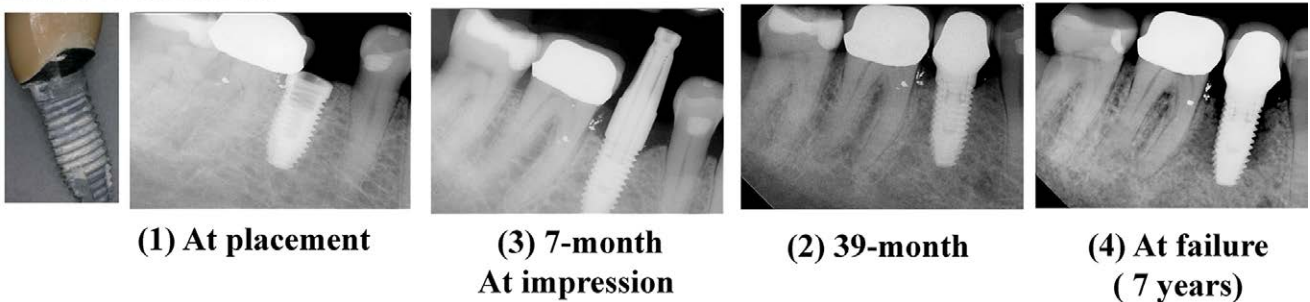 (1) At placement
(3) 7-month
At impression
(2) 39-month
(4) At failure
( 7 years)